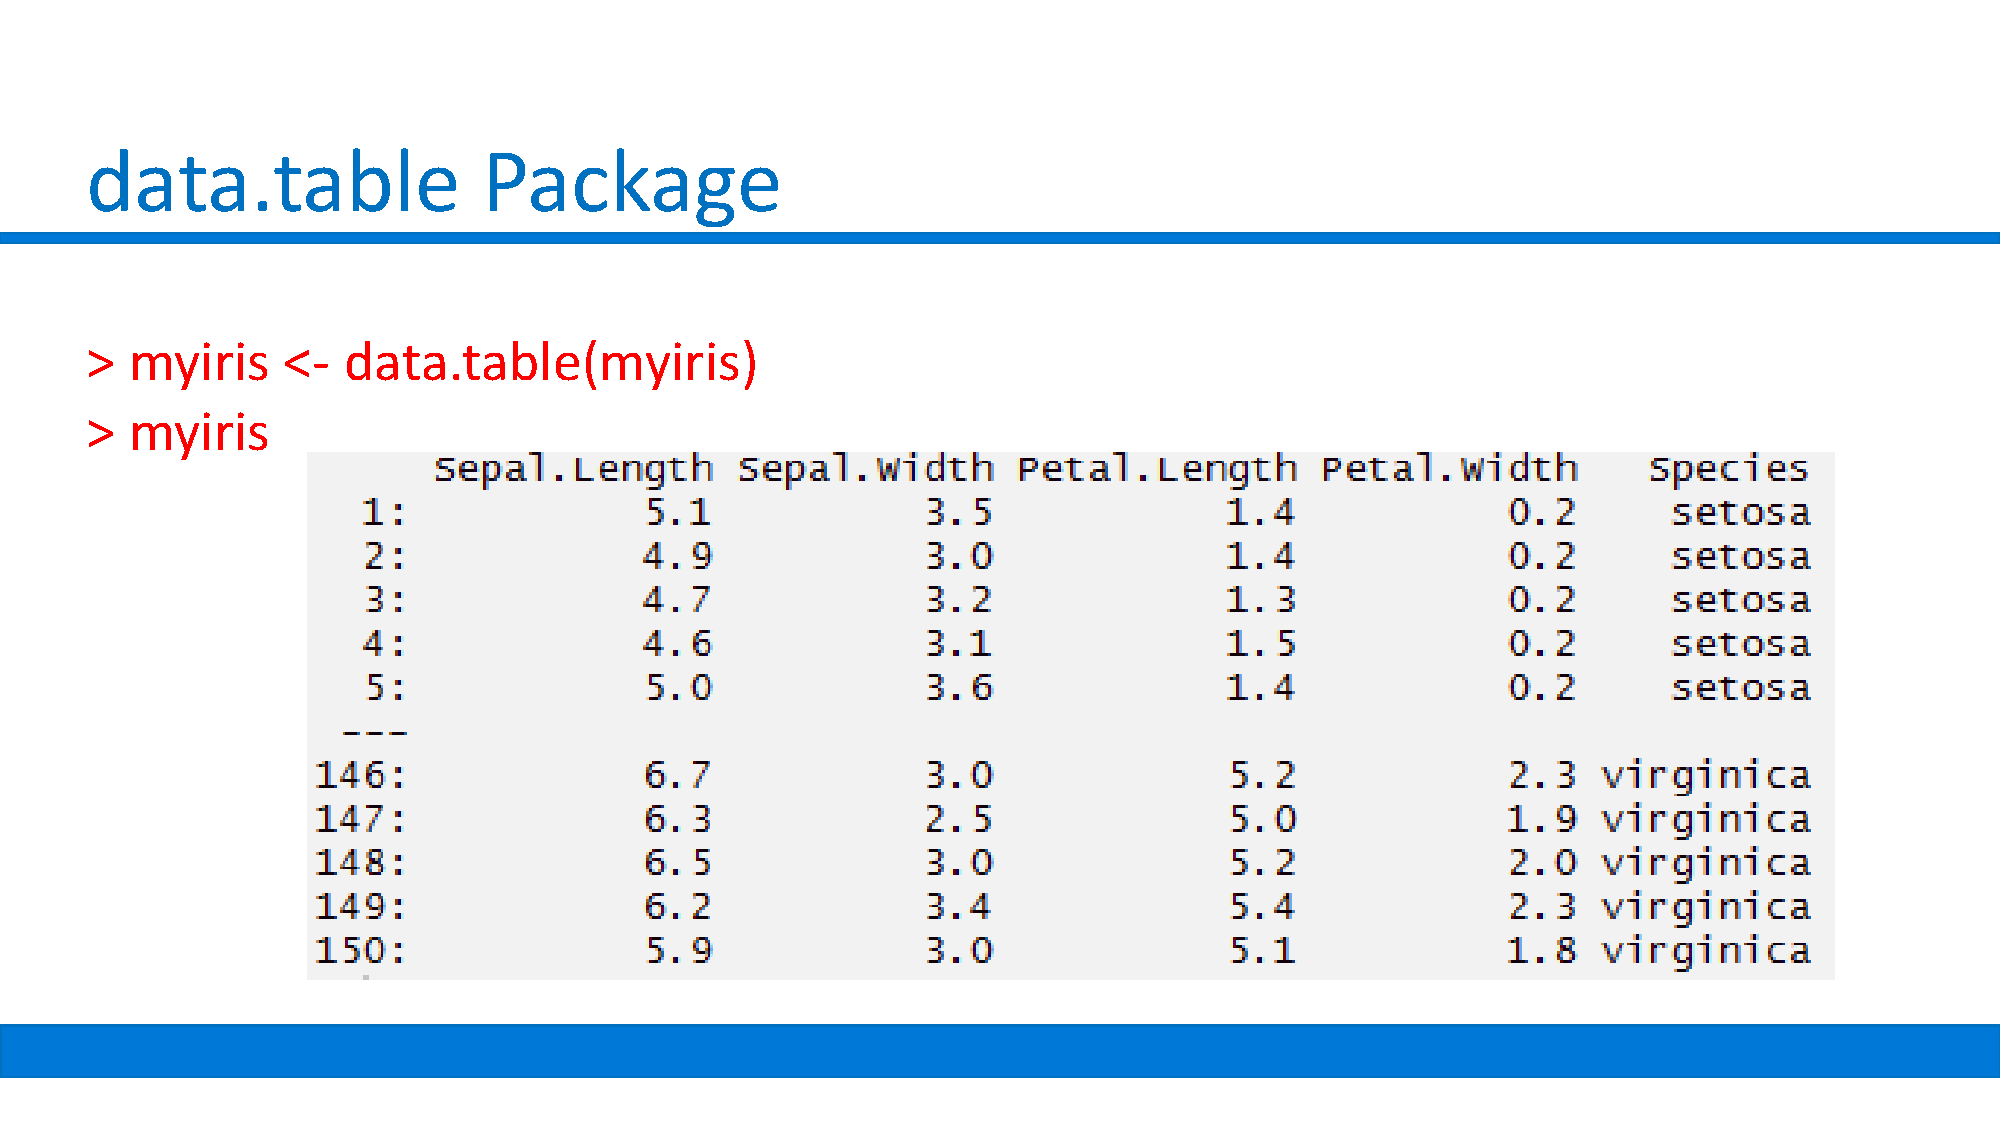 data.table Package
> myiris <- data.table(myiris)
> myiris
Sepal.Length Sepal.Width Petal.Length Petal.Width Species
1: 5.1 3.5 1.4 0.2 setosa
2: 4.9 3.0 1.4 0.2 setosa
3: 4.7 3.2 1.3 0.2 setosa
4: 4.6 3.1 1.5 0.2 setosa
5: 5.0 3.6 1.4 0.2 setosa
---
146: 6.7 3.0 5.2 2.3 virginica
147: 6.3 2.5 5.0 1.9 virginica
148: 6.5 3.0 5.2 2.0 virginica
149: 6.2 3.4 5.4 2.3 virginica
150: 5.9 3.0 5.1 1.8 virginica